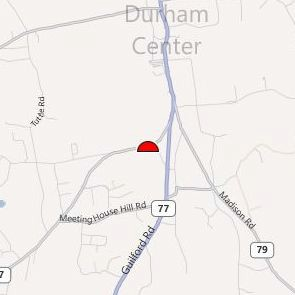 Durham
Center
Tuttle Rd
Meeting House Hill Rd
77
Madison Rd
Guilford Rd
79
7